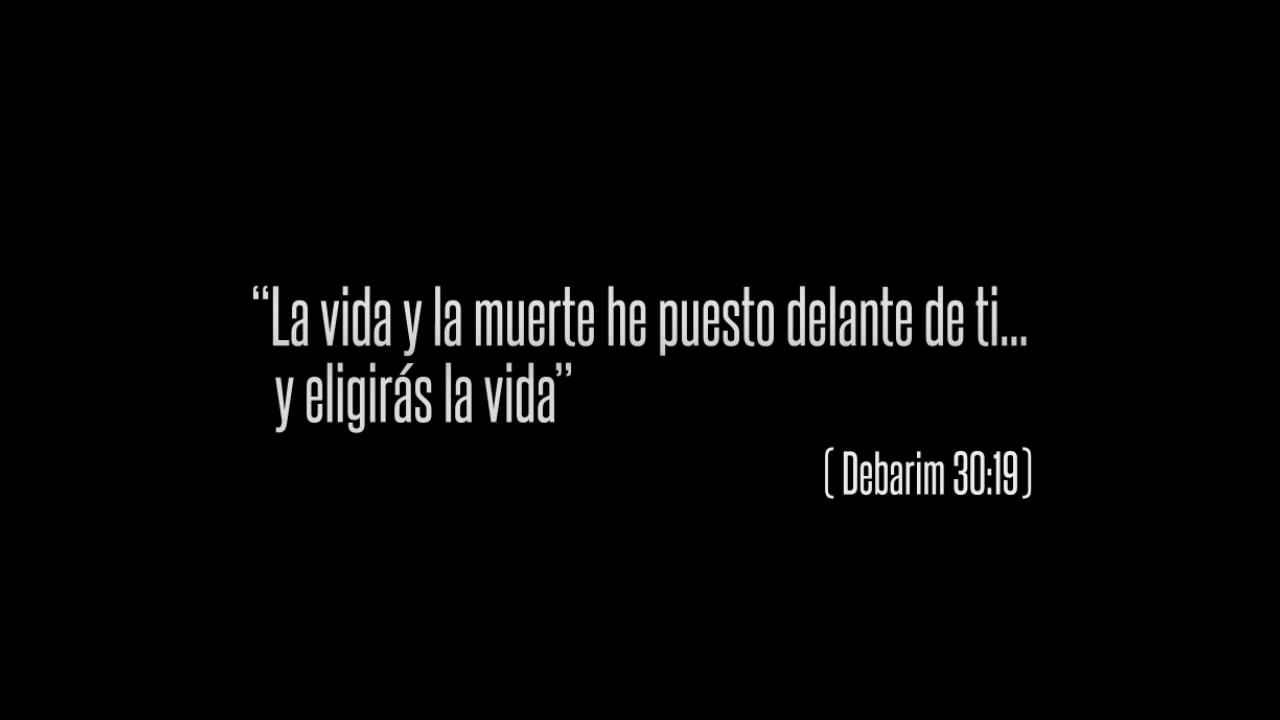 “La vida y la muerte he puesto delante de ti...
y eligirás la vida”
( Debarim 30:19)